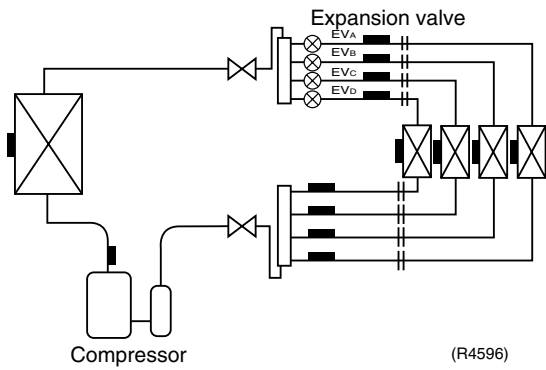 Expansion valve
EVA
EVB
EVC
EVD
Compressor
(R4596)